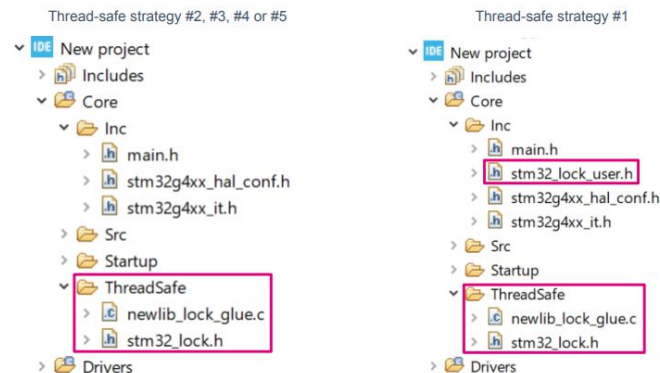 Thread-safe strategy #2, #3, #4 or #5
IDE New project
Includes
Core
Inc
main.h
stm32g4xx_hal_conf.h
stm32g4xx_it.h
Src
Startup
ThreadSafe
newlib_lock_glue.c
stm32_lock.h
Drivers
Thread-safe strategy #1
IDE New project
Includes
Core
Inc
main.h
stm32_lock_user.h
stm32g4xx_hal_conf.h
stm32g4xx_it.h
Src
Startup
ThreadSafe
newlib_lock_glue.c
stm32_lock.h
Drivers